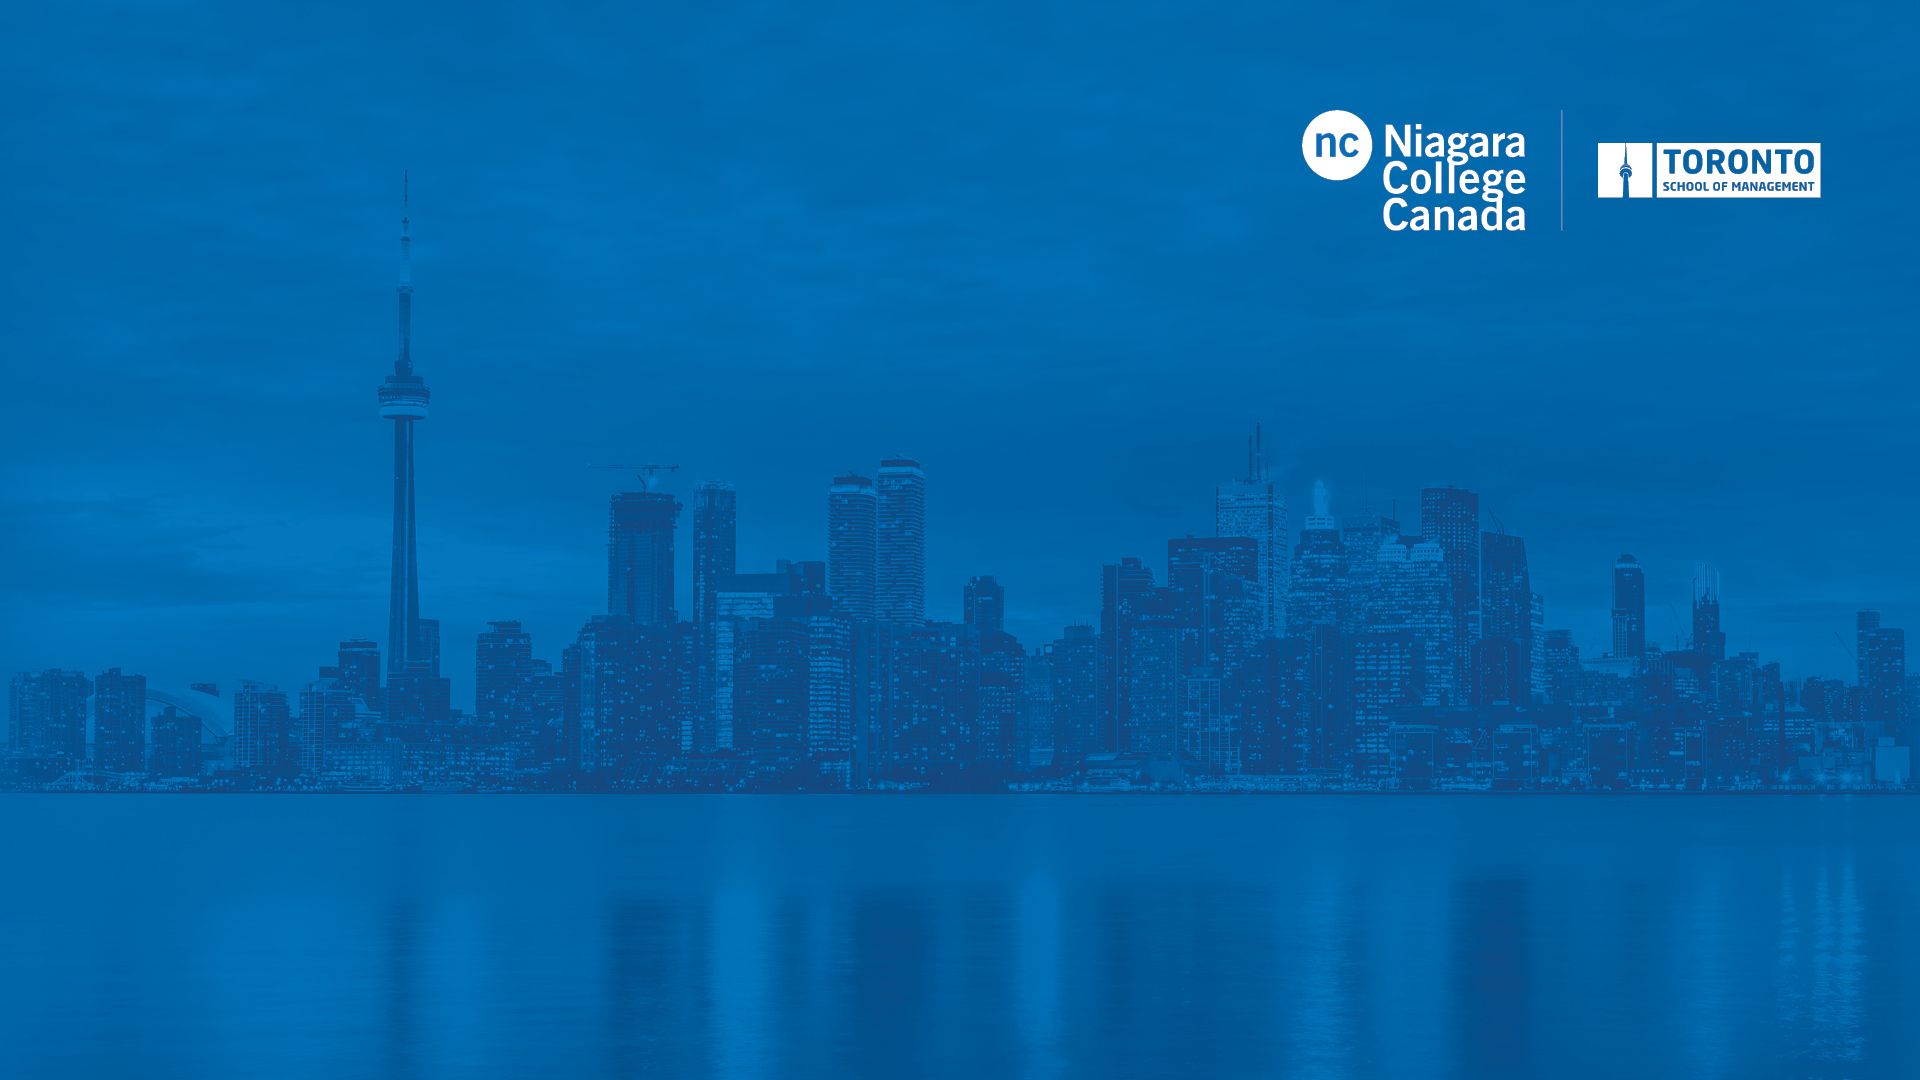 nc
Niagara
College
Canada
TORONTO
SCHOOL OF MANAGEMENT